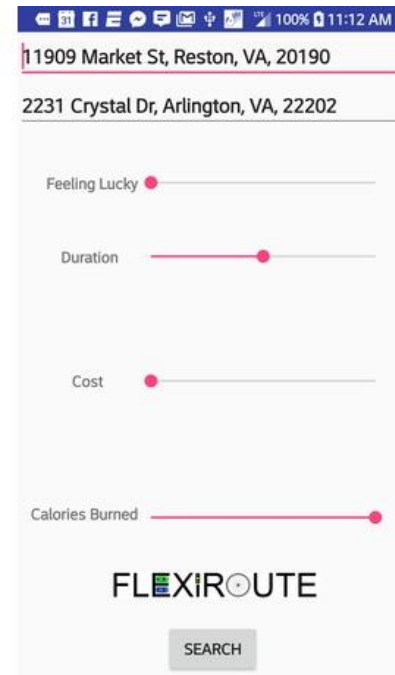 100% 11:12 AM
11909 Market St, Reston, VA, 20190
2231 Crystal Dr, Arlington, VA, 22202
Feeling Lucky
Duration
Cost
Calories Burned
FLEXiROUTE
SEARCH